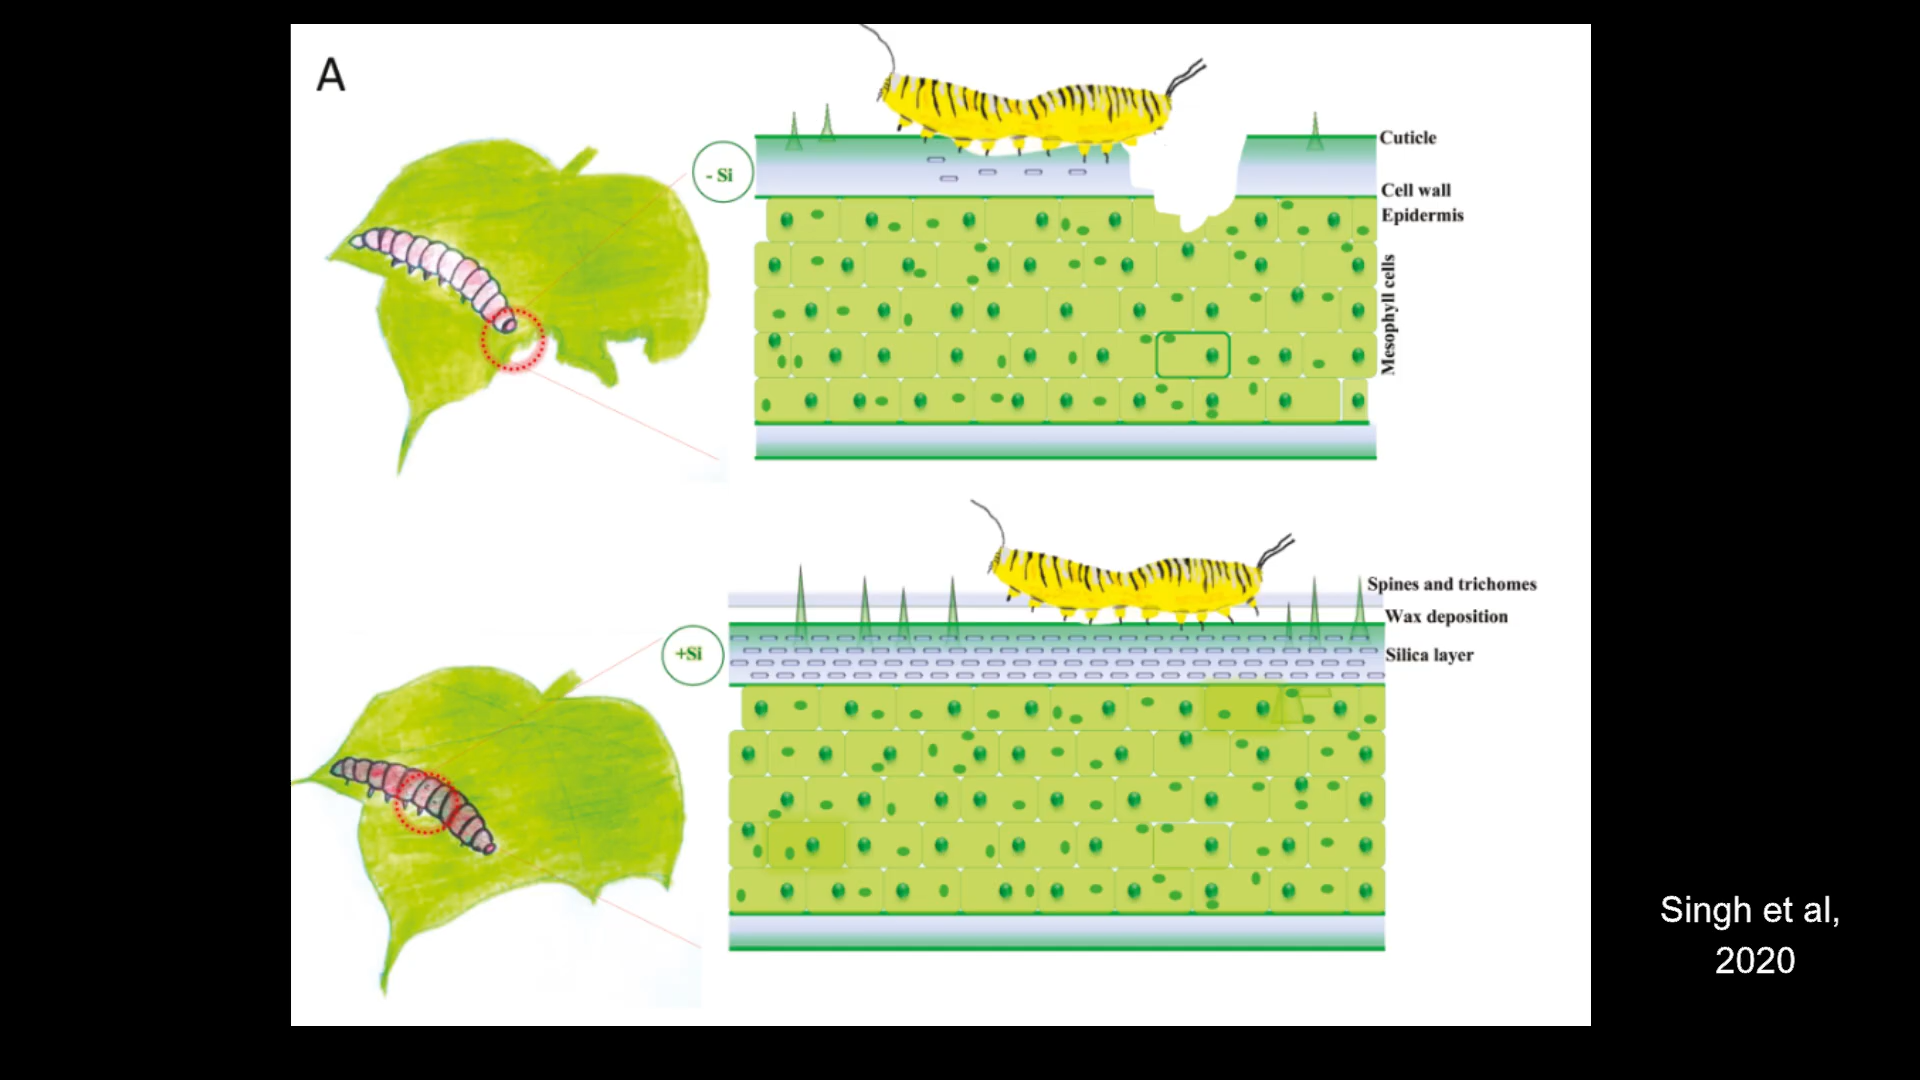 A
- Si
Cuticle
Cell wall
Epidermis
Mesophyll cells
+Si
Spines and trichomes
Wax deposition
Silica layer
Singh et al,
2020